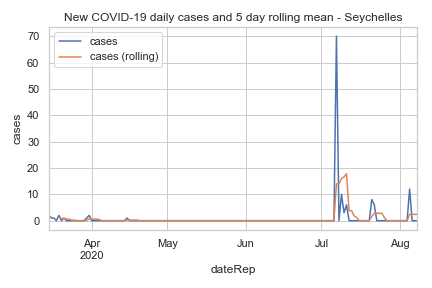 New COVID-19 daily cases and 5 day rolling mean - Seychelles
cases
cases (rolling)
70
60
50
40
30
20
10
0
cases
Apr
2020
May
Jun
Jul
Aug
dateRep